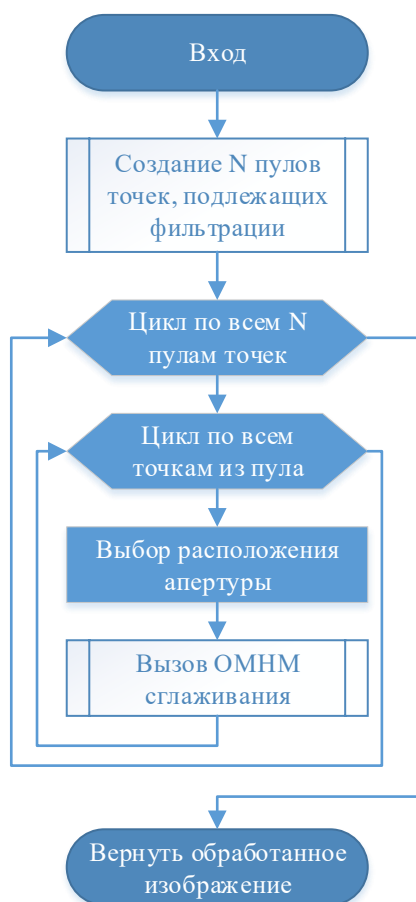 Вход
Создание N пулов
точек, подлежащих
фильтрации
Цикл по всем N
пулам точек
Цикл по всем
точкам из пула
Выбор расположения
апертуры
Вызов ОМНМ
сглаживания
Вернуть обработанное
изображение